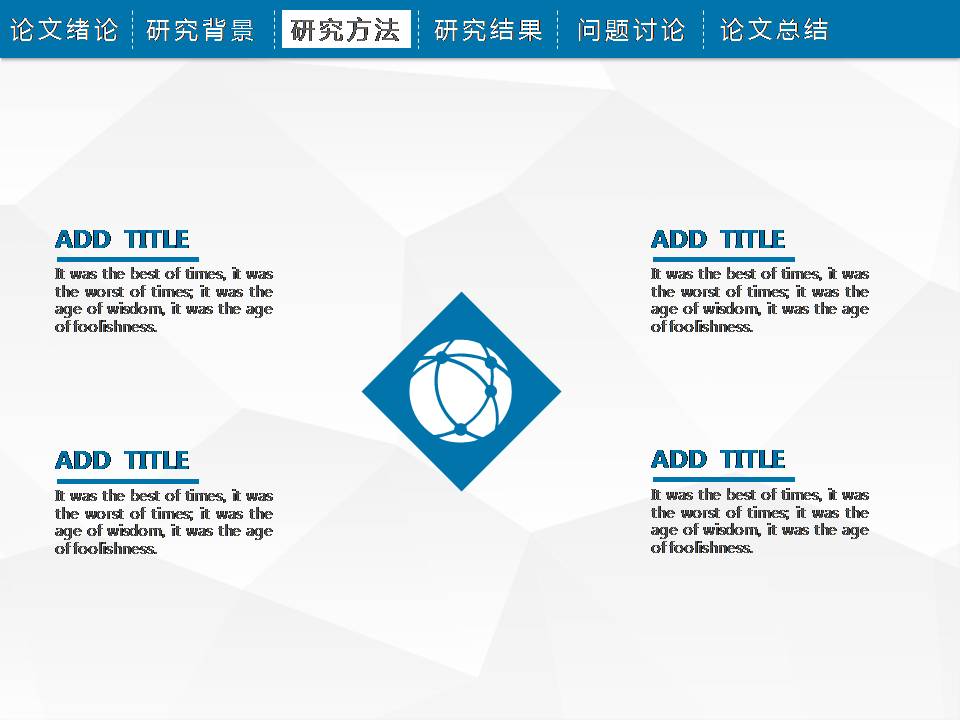 论文绪论 研究背景 研究方法 研究结果 问题讨论 论文总结
ADD TITLE
It was the best of times, it was
the worst of times; it was the
age of wisdom, it was the age
of foolishness.
ADD TITLE
It was the best of times, it was
the worst of times; it was the
age of wisdom, it was the age
of foolishness.
ADD TITLE
It was the best of times, it was
the worst of times; it was the
age of wisdom, it was the age
of foolishness.
ADD TITLE
It was the best of times, it was
the worst of times; it was the
age of wisdom, it was the age
of foolishness.